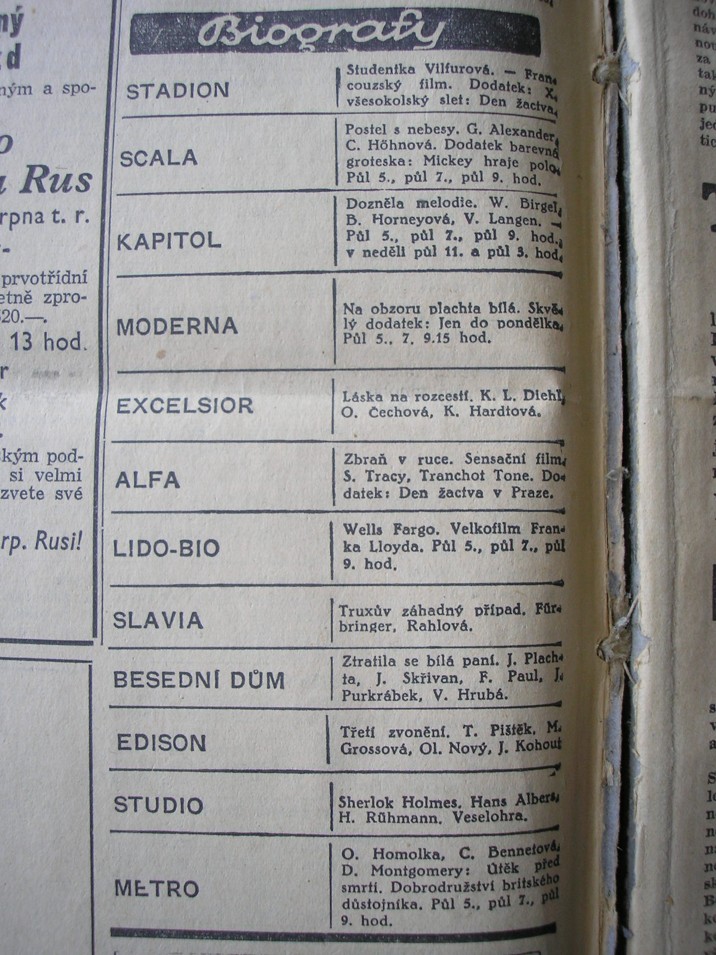 ný
d
ným a spo-
o
a Rus
rpna t. r.
r-
prvotřídní
etně zpro-
520.—.
13 hod.
r
k
ským pod-
si velmi
zvete své
rp. Rusi!
Biografy
STADION
Studentka Vilfurová. — Fran-
couzský film. Dodatek: X.
všesokolský slet: Den žactva.
SCALA
Postel s nebesy. G. Alexander,
C. Höhnová. Dodatek barevná
groteska: Mickey hraje polo.
Půl 5., půl 7., půl 9. hod.
KAPITOL
Dozněla melodie. W. Birgel,
B. Horneyová, V. Langen. —
Půl 5., půl 7., půl 9. hod.,
v neděli půl 11. a půl 3. hod.
MODERNA
Na obzoru plachta bílá. Skvě-
lý dodatek: Jen do pondělka.
Půl 5., 7. 9.15 hod.
EXCELSIOR
Láska na rozcestí. K. L. Diehl,
O. Čechová, K. Hardtová.
ALFA
Zbraň v ruce. Sensační film.
S. Tracy, Tranchot Tone. Do-
datek: Den žactva v Praze.
LIDO-BIO
Wells Fargo. Velkofilm Fran-
ka Lloyda. Půl 5., půl 7., půl
9. hod.
SLAVIA
Truxův záhadný případ. Für-
bringer, Rahlová.
BESEDNÍ DŮM
Ztratila se bílá paní. J. Plach-
ta, J. Skřivan, F. Paul, J.
Purkrábek, V. Hrubá.
EDISON
Třetí zvonění. T. Pištěk, M.
Grossová, Ol. Nový, J. Kohout
STUDIO
Sherlok Holmes. Hans Albers,
H. Rühmann. Veselohra.
METRO
O. Homolka, C. Bennetová,
D. Montgomery: Útěk před
smrtí. Dobrodružství britského
důstojníka. Půl 5., půl 7., půl
9. hod.